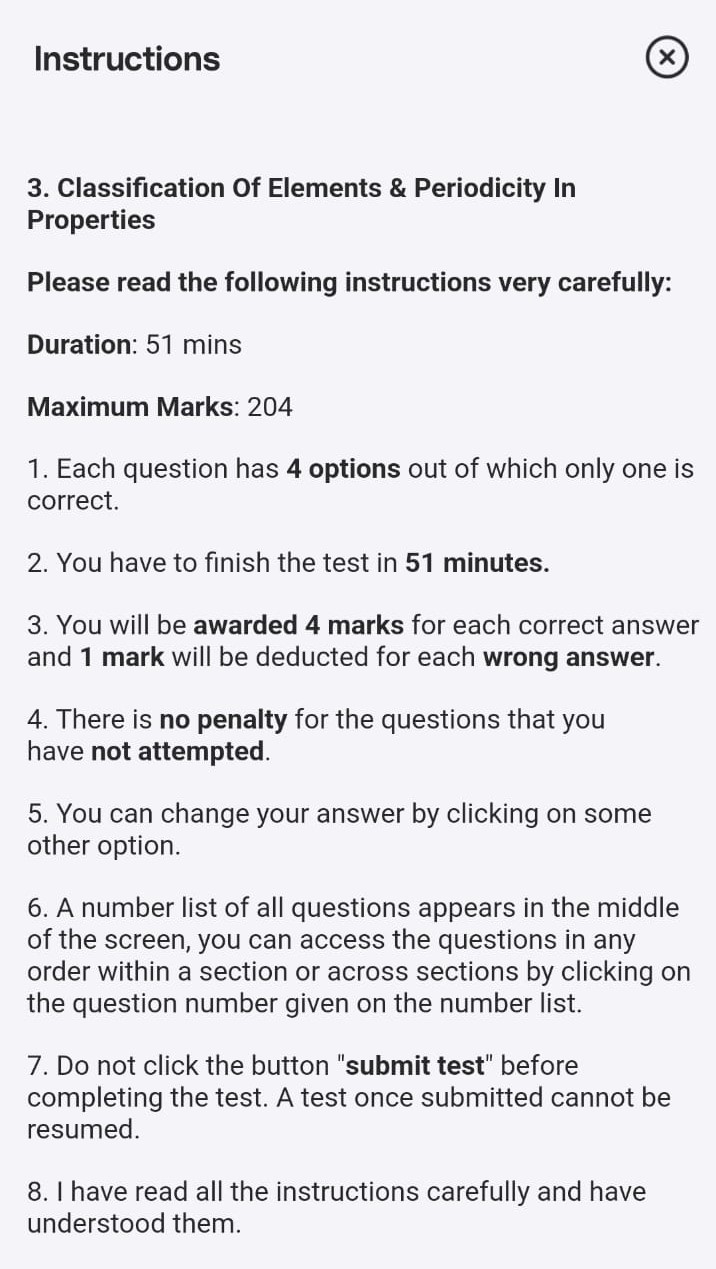 Instructions
3. Classification Of Elements & Periodicity In
Properties
Please read the following instructions very carefully:
Duration: 51 mins
Maximum Marks: 204
1. Each question has 4 options out of which only one is
correct.
2. You have to finish the test in 51 minutes.
3. You will be awarded 4 marks for each correct answer
and 1 mark will be deducted for each wrong answer.
4. There is no penalty for the questions that you
have not attempted.
5. You can change your answer by clicking on some
other option.
6. A number list of all questions appears in the middle
of the screen, you can access the questions in any
order within a section or across sections by clicking on
the question number given on the number list.
7. Do not click the button "submit test" before
completing the test. A test once submitted cannot be
resumed.
8. I have read all the instructions carefully and have
understood them.